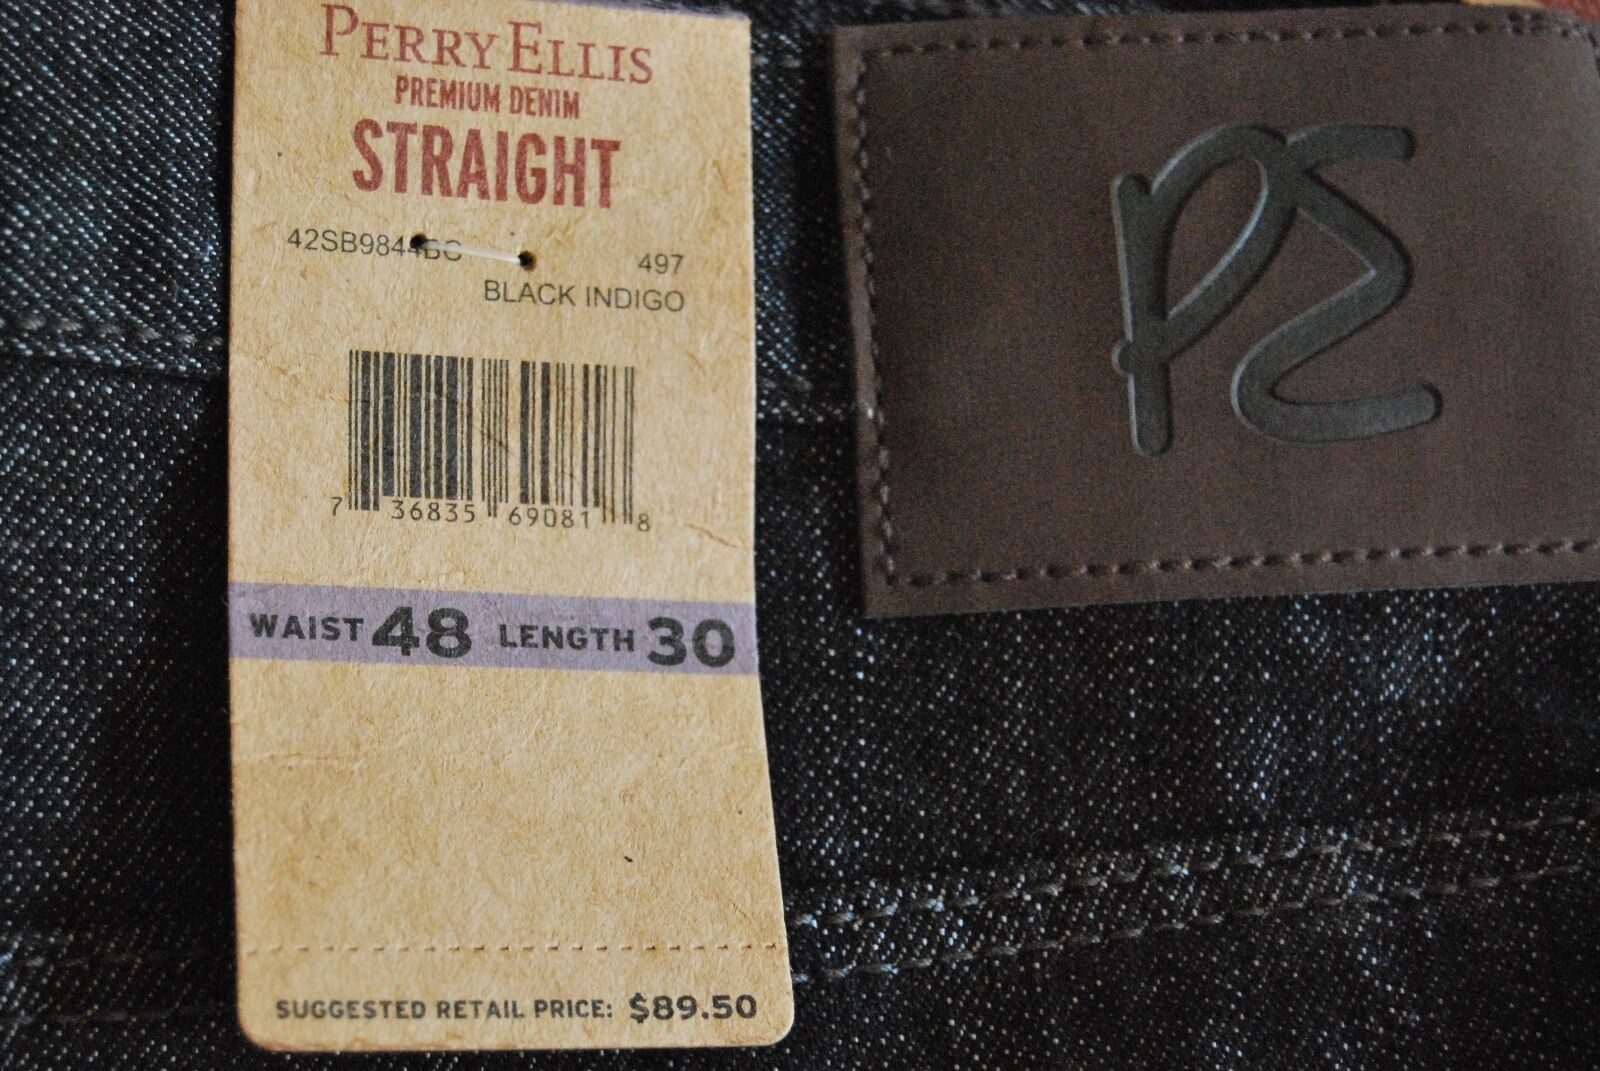 PERRY ELLIS
PREMIUM DENIM
STRAIGHT
42SB9844BC 497
BLACK INDIGO
7 36835 69081 8
WAIST 48 LENGTH 30
SUGGESTED RETAIL PRICE: $89.50
PE